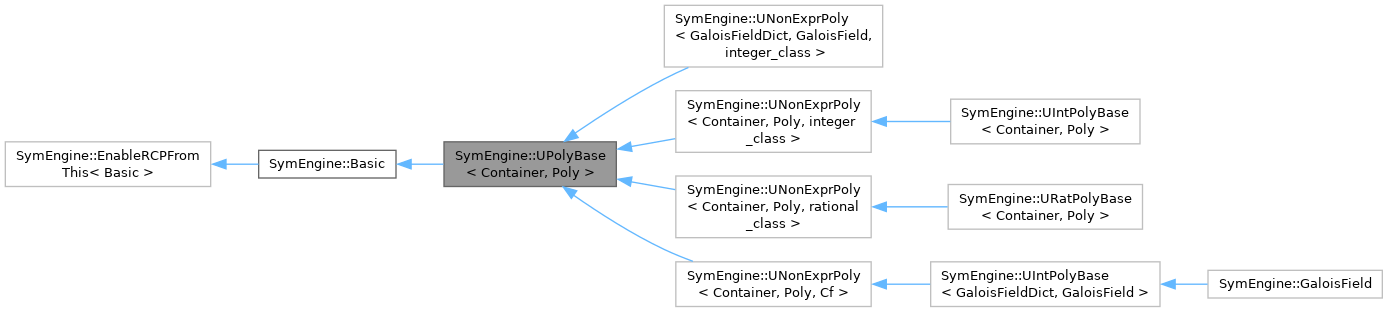 SymEngine::EnableRCPFrom
This< Basic >
SymEngine::Basic
SymEngine::UPolyBase
< Container, Poly >
SymEngine::UNonExprPoly
< GaloisFieldDict, GaloisField,
integer_class >
SymEngine::UNonExprPoly
< Container, Poly, integer
_class >
SymEngine::UIntPolyBase
< Container, Poly >
SymEngine::UNonExprPoly
< Container, Poly, rational
_class >
SymEngine::URatPolyBase
< Container, Poly >
SymEngine::UNonExprPoly
< Container, Poly, Cf >
SymEngine::UIntPolyBase
< GaloisFieldDict, GaloisField >
SymEngine::GaloisField